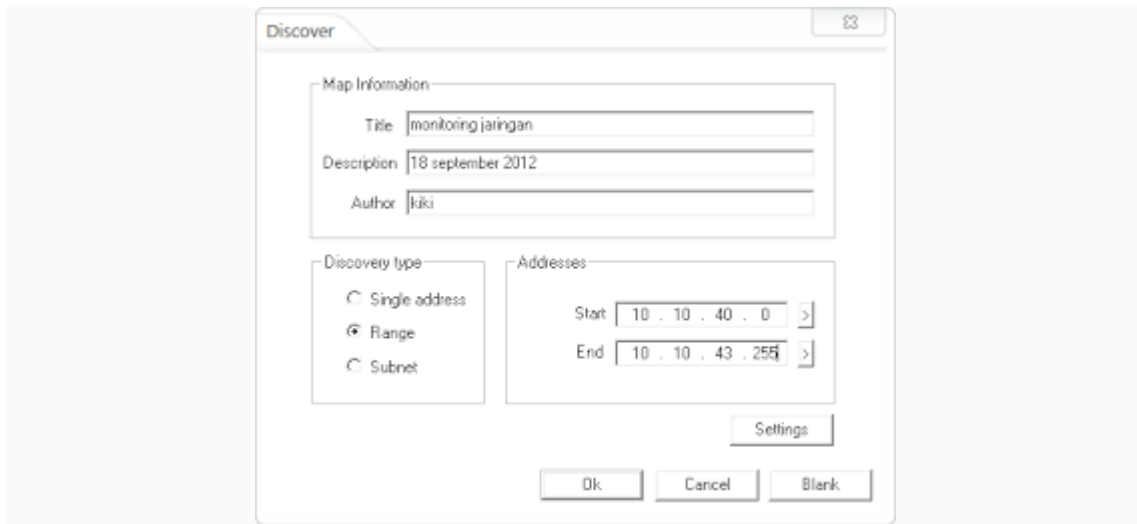 Discover
Map Information
Title monitoring jaringan
Description 18 september 2012
Author kiki
Discovery type
Single address
Range
Subnet
Addresses
Start 10 . 10 . 40 . 0 >
End 10 . 10 . 43 . 255 >
Settings
Ok Cancel Blank